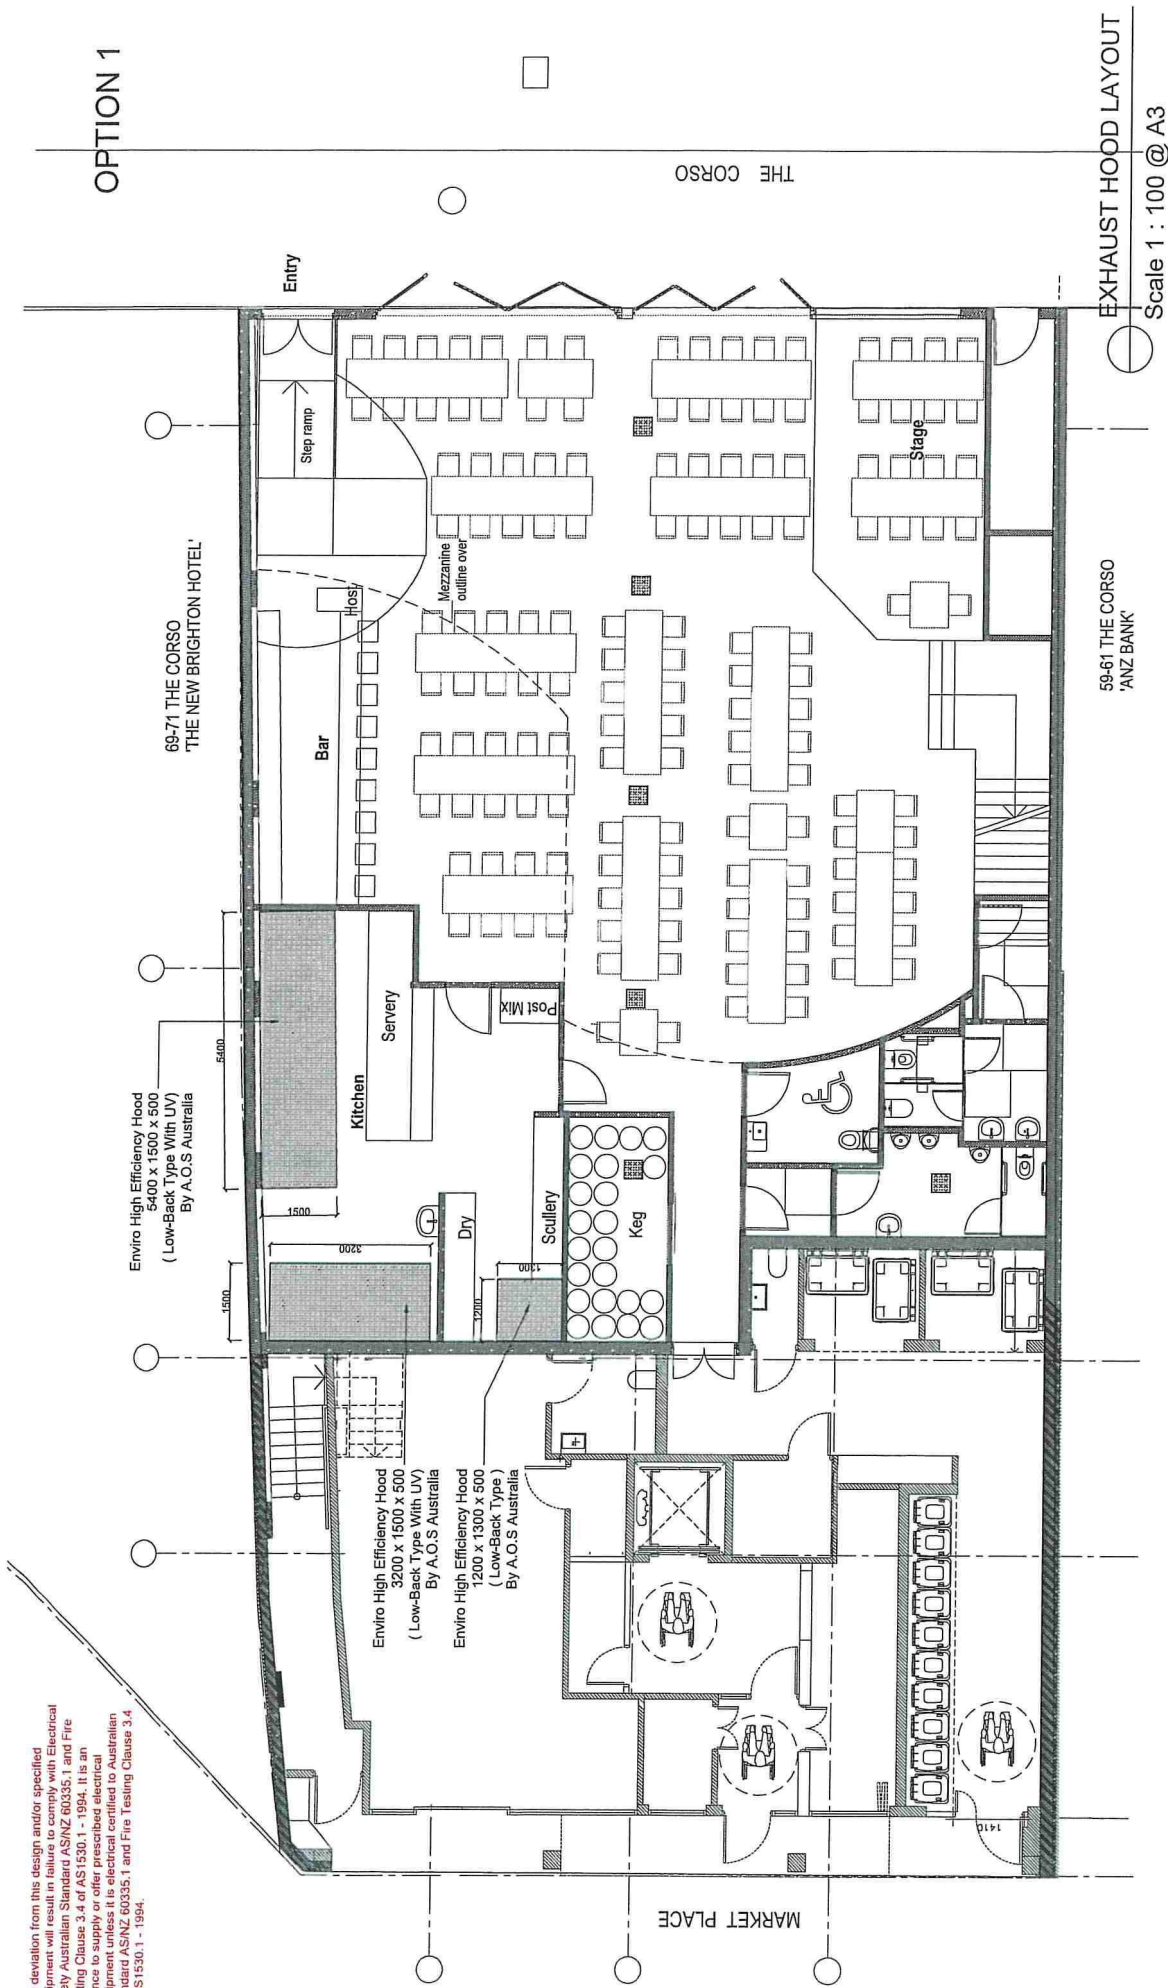 OPTION 1
THE CORSO
EXHAUST HOOD LAYOUT
Scale 1 : 100 @ A3
Entry
Step ramp
69-71 THE CORSO
'THE NEW BRIGHTON HOTEL'
Host
Mezzanine
outline over
Stage
59-61 THE CORSO
'ANZ BANK'
Bar
Enviro High Efficiency Hood
5400 x 1500 x 500
( Low-Back Type With UV)
By A.O.S Australia
5400
1500
Kitchen
Servery
Post Mix
1500
3200
Dry
Scullery
1300
1200
Keg
Enviro High Efficiency Hood
3200 x 1500 x 500
( Low-Back Type With UV)
By A.O.S Australia
Enviro High Efficiency Hood
1200 x 1300 x 500
( Low-Back Type )
By A.O.S Australia
1410
MARKET PLACE
deviation from this design and/or specified
ipment will result in failure to comply with Electrical
ety Australian Standard AS/NZ 60335.1 and Fire
ting Clause 3.4 of AS1530.1 - 1994. It is an
nce to supply or offer prescribed electrical
ipment unless it is electrical certified to Australian
ndard AS/NZ 60335.1 and Fire Testing Clause 3.4
S1530.1 - 1994.